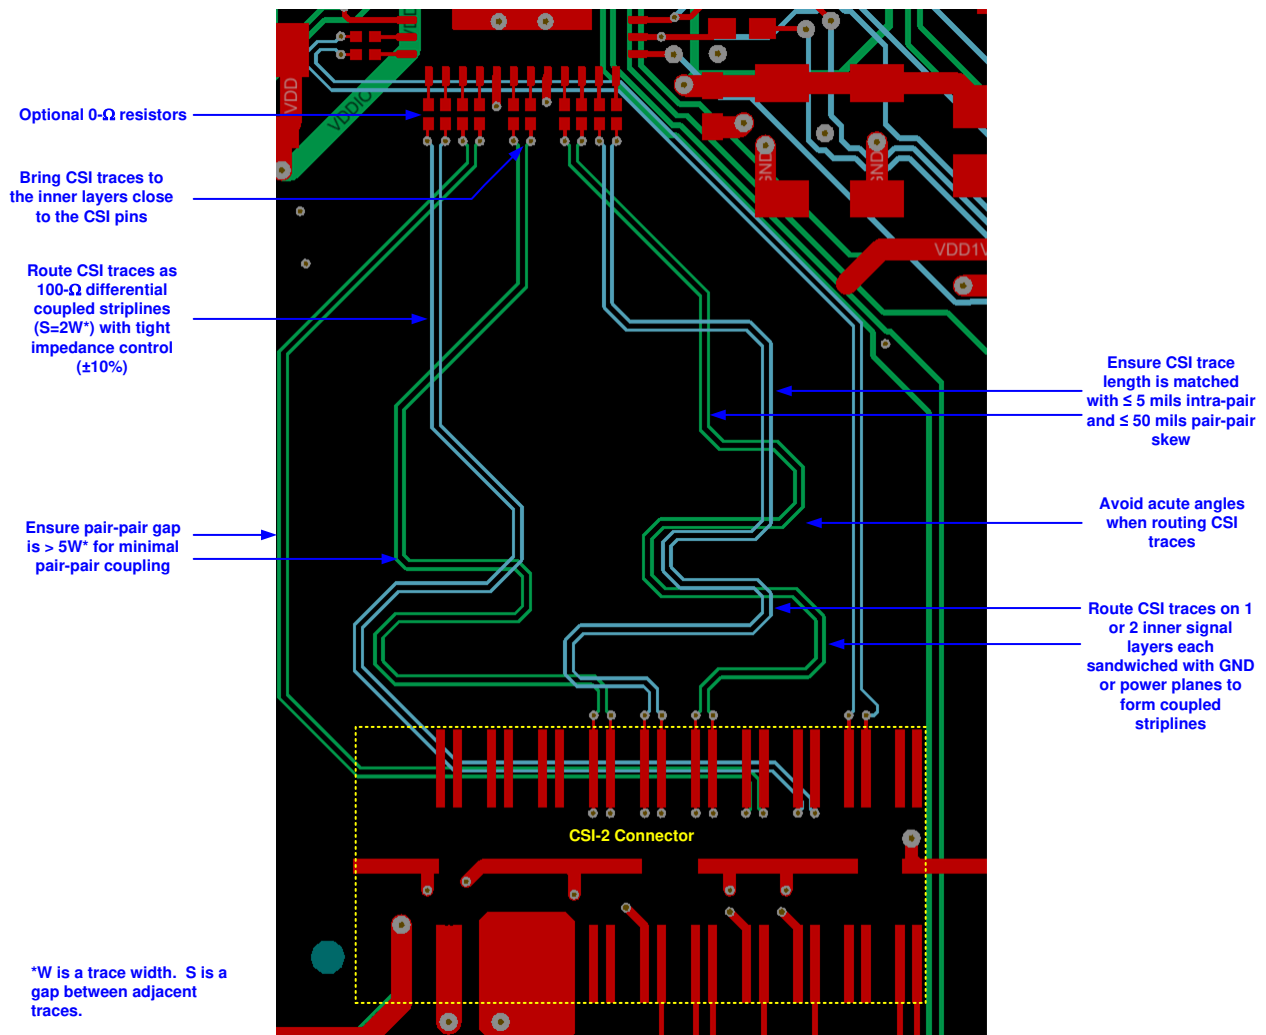 Optional 0-Ω resistors
Bring CSI traces to
the inner layers close
to the CSI pins
Route CSI traces as
100-Ω differential
coupled striplines
(S=2W*) with tight
impedance control
(±10%)
Ensure pair-pair gap
is > 5W* for minimal
pair-pair coupling
*W is a trace width.  S is a
gap between adjacent
traces.
VDD
VDDIO
GND
GND
VDD1V
CSI-2 Connector
Ensure CSI trace
length is matched
with ≤ 5 mils intra-pair
and ≤ 50 mils pair-pair
skew
Avoid acute angles
when routing CSI
traces
Route CSI traces on 1
or 2 inner signal
layers each
sandwiched with GND
or power planes to
form coupled
striplines